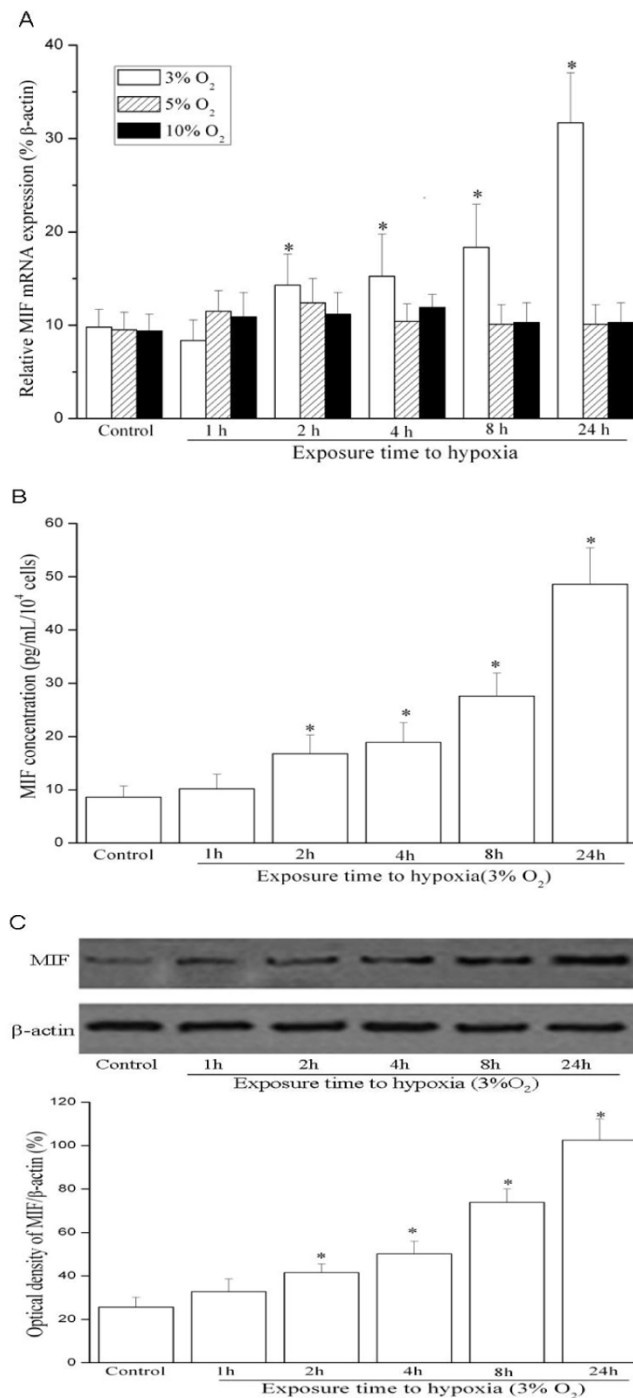 A
Relative MIF mRNA expression (% β-actin)
40
30
20
10
0
3% O₂
5% O₂
10% O₂
*
*
*
*
Control 1 h 2 h 4 h 8 h 24 h
Exposure time to hypoxia
B
MIF concentration (pg/mL/10⁴ cells)
60
50
40
30
20
10
0
*
*
*
*
Control 1h 2h 4h 8h 24h
Exposure time to hypoxia(3% O₂)
C
MIF
β-actin
Control 1h 2h 4h 8h 24h
Exposure time to hypoxia (3%O₂)
Optical density of MIF/β-actin (%)
120
100
80
60
40
20
0
*
*
*
*
Control 1h 2h 4h 8h 24h
Exposure time to hypoxia (3% O₂)